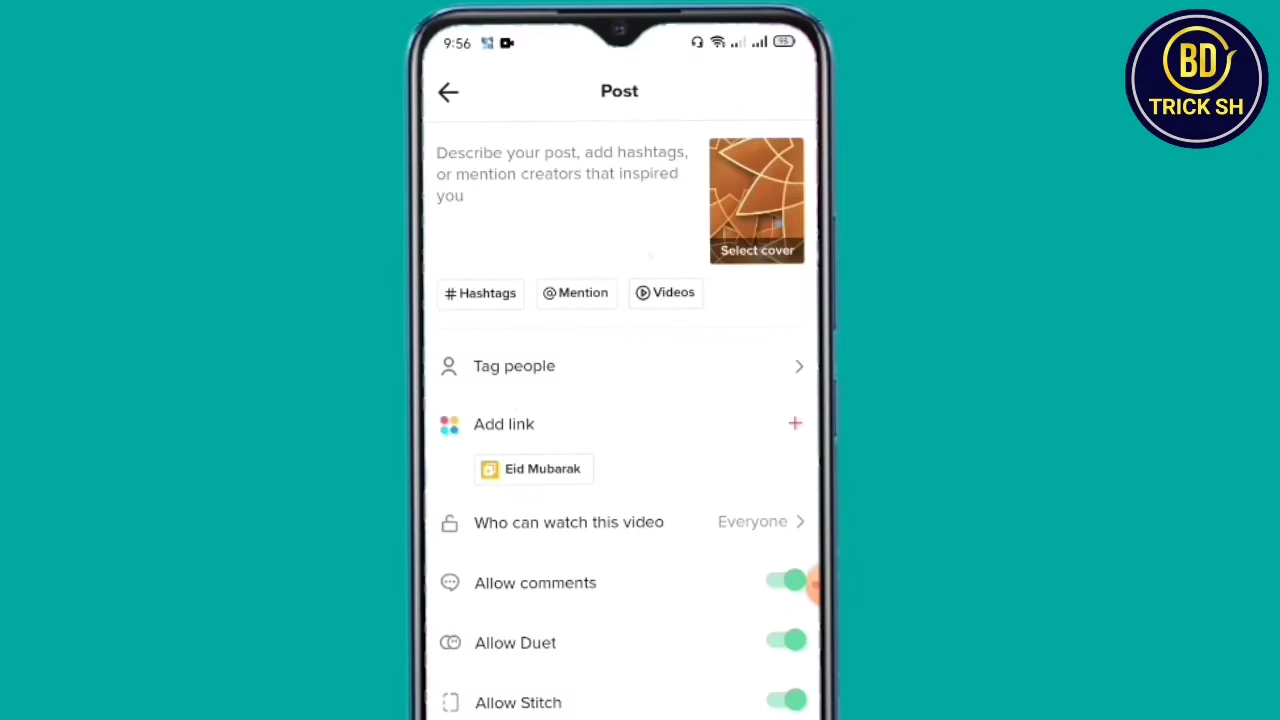 9:56
95
Post
Describe your post, add hashtags,
or mention creators that inspired
you
Select cover
# Hashtags
@ Mention
Videos
Tag people
Add link
Eid Mubarak
Who can watch this video
Everyone
Allow comments
Allow Duet
Allow Stitch
BD
TRICK SH